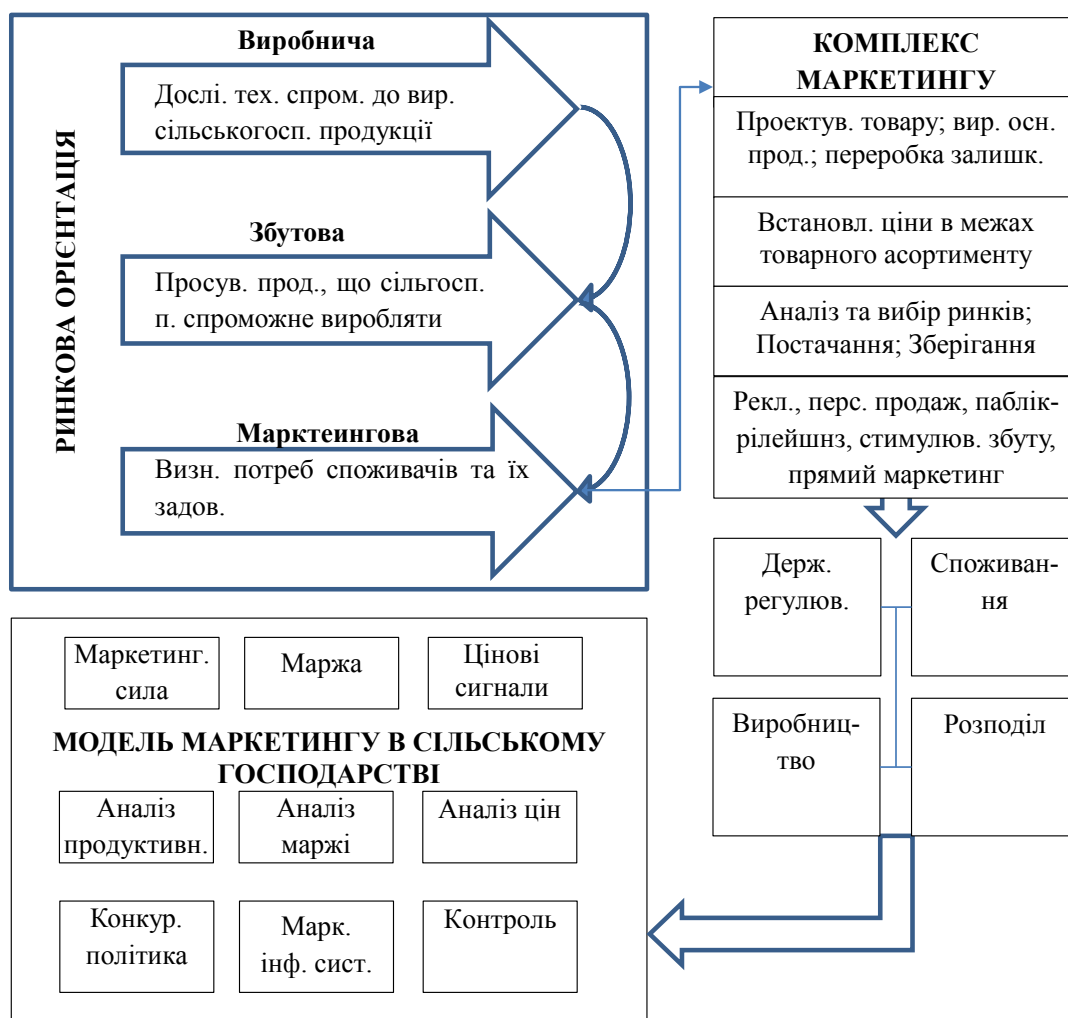 РИНКОВА ОРІЄНТАЦІЯ
Виробнича
Дослі. тех. спром. до вир.
сільськогосп. продукції
Збутова
Просув. прод., що сільгосп.
п. спроможне виробляти
Марктеингова
Визн. потреб споживачів та їх
задов.
КОМПЛЕКС
МАРКЕТИНГУ
Проектув. товару; вир. осн.
прод.; переробка залишк.
Встановл. ціни в межах
товарного асортименту
Аналіз та вибір ринків;
Постачання; Зберігання
Рекл., перс. продаж, паблік-
рілейшнз, стимулюв. збуту,
прямий маркетинг
Держ.
регулюв.
Споживан-
ня
Виробниц-
тво
Розподіл
Маркетинг.
сила
Маржа
Цінові
сигнали
МОДЕЛЬ МАРКЕТИНГУ В СІЛЬСЬКОМУ
ГОСПОДАРСТВІ
Аналіз
продуктивн.
Аналіз
маржі
Аналіз цін
Конкур.
політика
Марк.
інф. сист.
Контроль